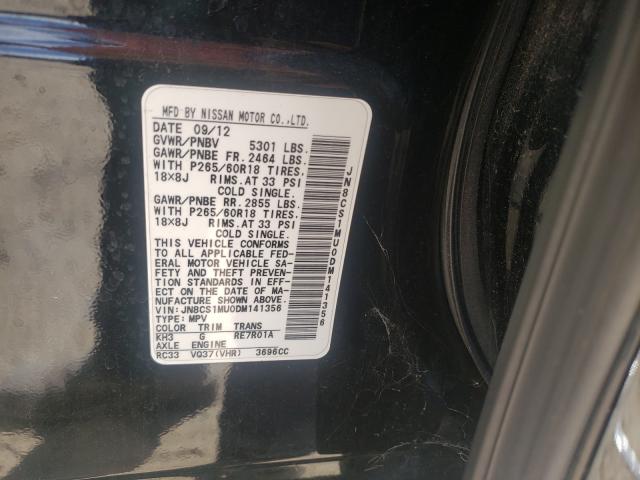 MFD BY NISSAN MOTOR CO.,LTD.
DATE 09/12
GVWR/PNBV 5301 LBS.
GAWR/PNBE FR. 2464 LBS.
WITH P265/60R18 TIRES.
18X8J RIMS.AT 33 PSI
COLD SINGLE.
GAWR/PNBE RR. 2855 LBS.
WITH P265/60R18 TIRES.
18X8J RIMS.AT 33 PSI
COLD SINGLE.
THIS VEHICLE CONFORMS
TO ALL APPLICABLE FED-
ERAL MOTOR VEHICLE SA-
FETY AND THEFT PREVEN-
TION STANDARDS IN EFF-
ECT ON THE DATE OF MA-
NUFACTURE SHOWN ABOVE.
VIN:JN8CS1MU0DM141356
TYPE:MPV
COLOR TRIM TRANS
KH3 G RE7R01A
AXLE ENGINE
RC33 VQ37(VHR) 3696CC
JN8CS1MU0DM141356